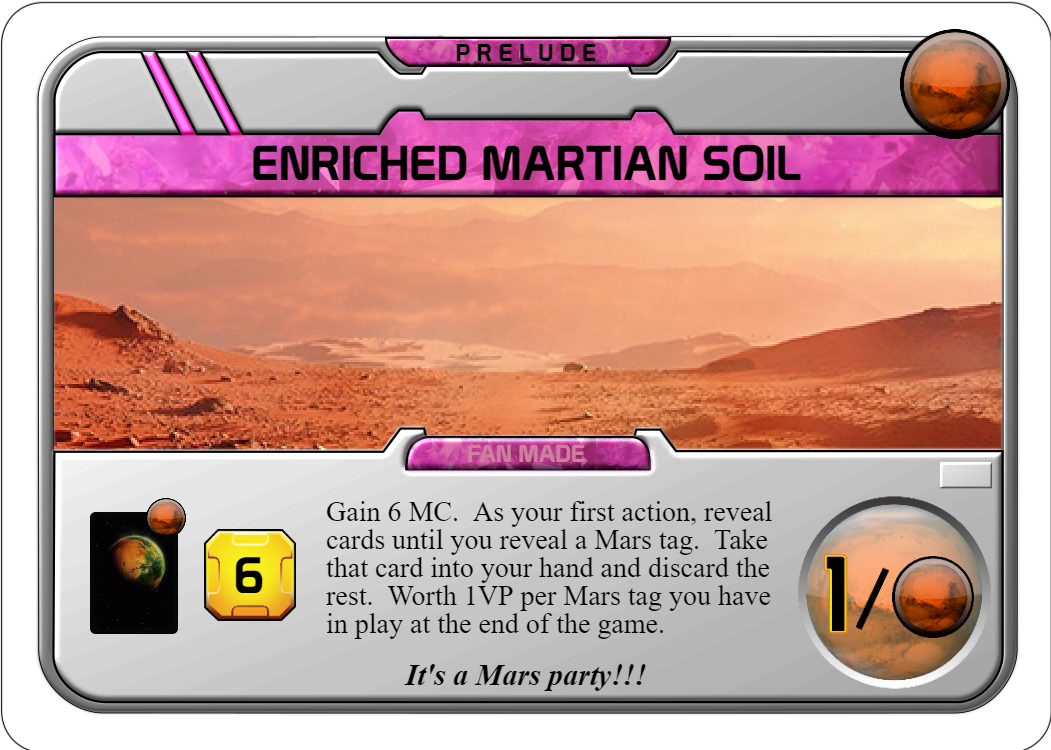 PRELUDE
ENRICHED MARTIAN SOIL
FAN MADE
6
Gain 6 MC. As your first action, reveal
cards until you reveal a Mars tag. Take
that card into your hand and discard the
rest. Worth 1VP per Mars tag you have
in play at the end of the game.
1/
It's a Mars party!!!